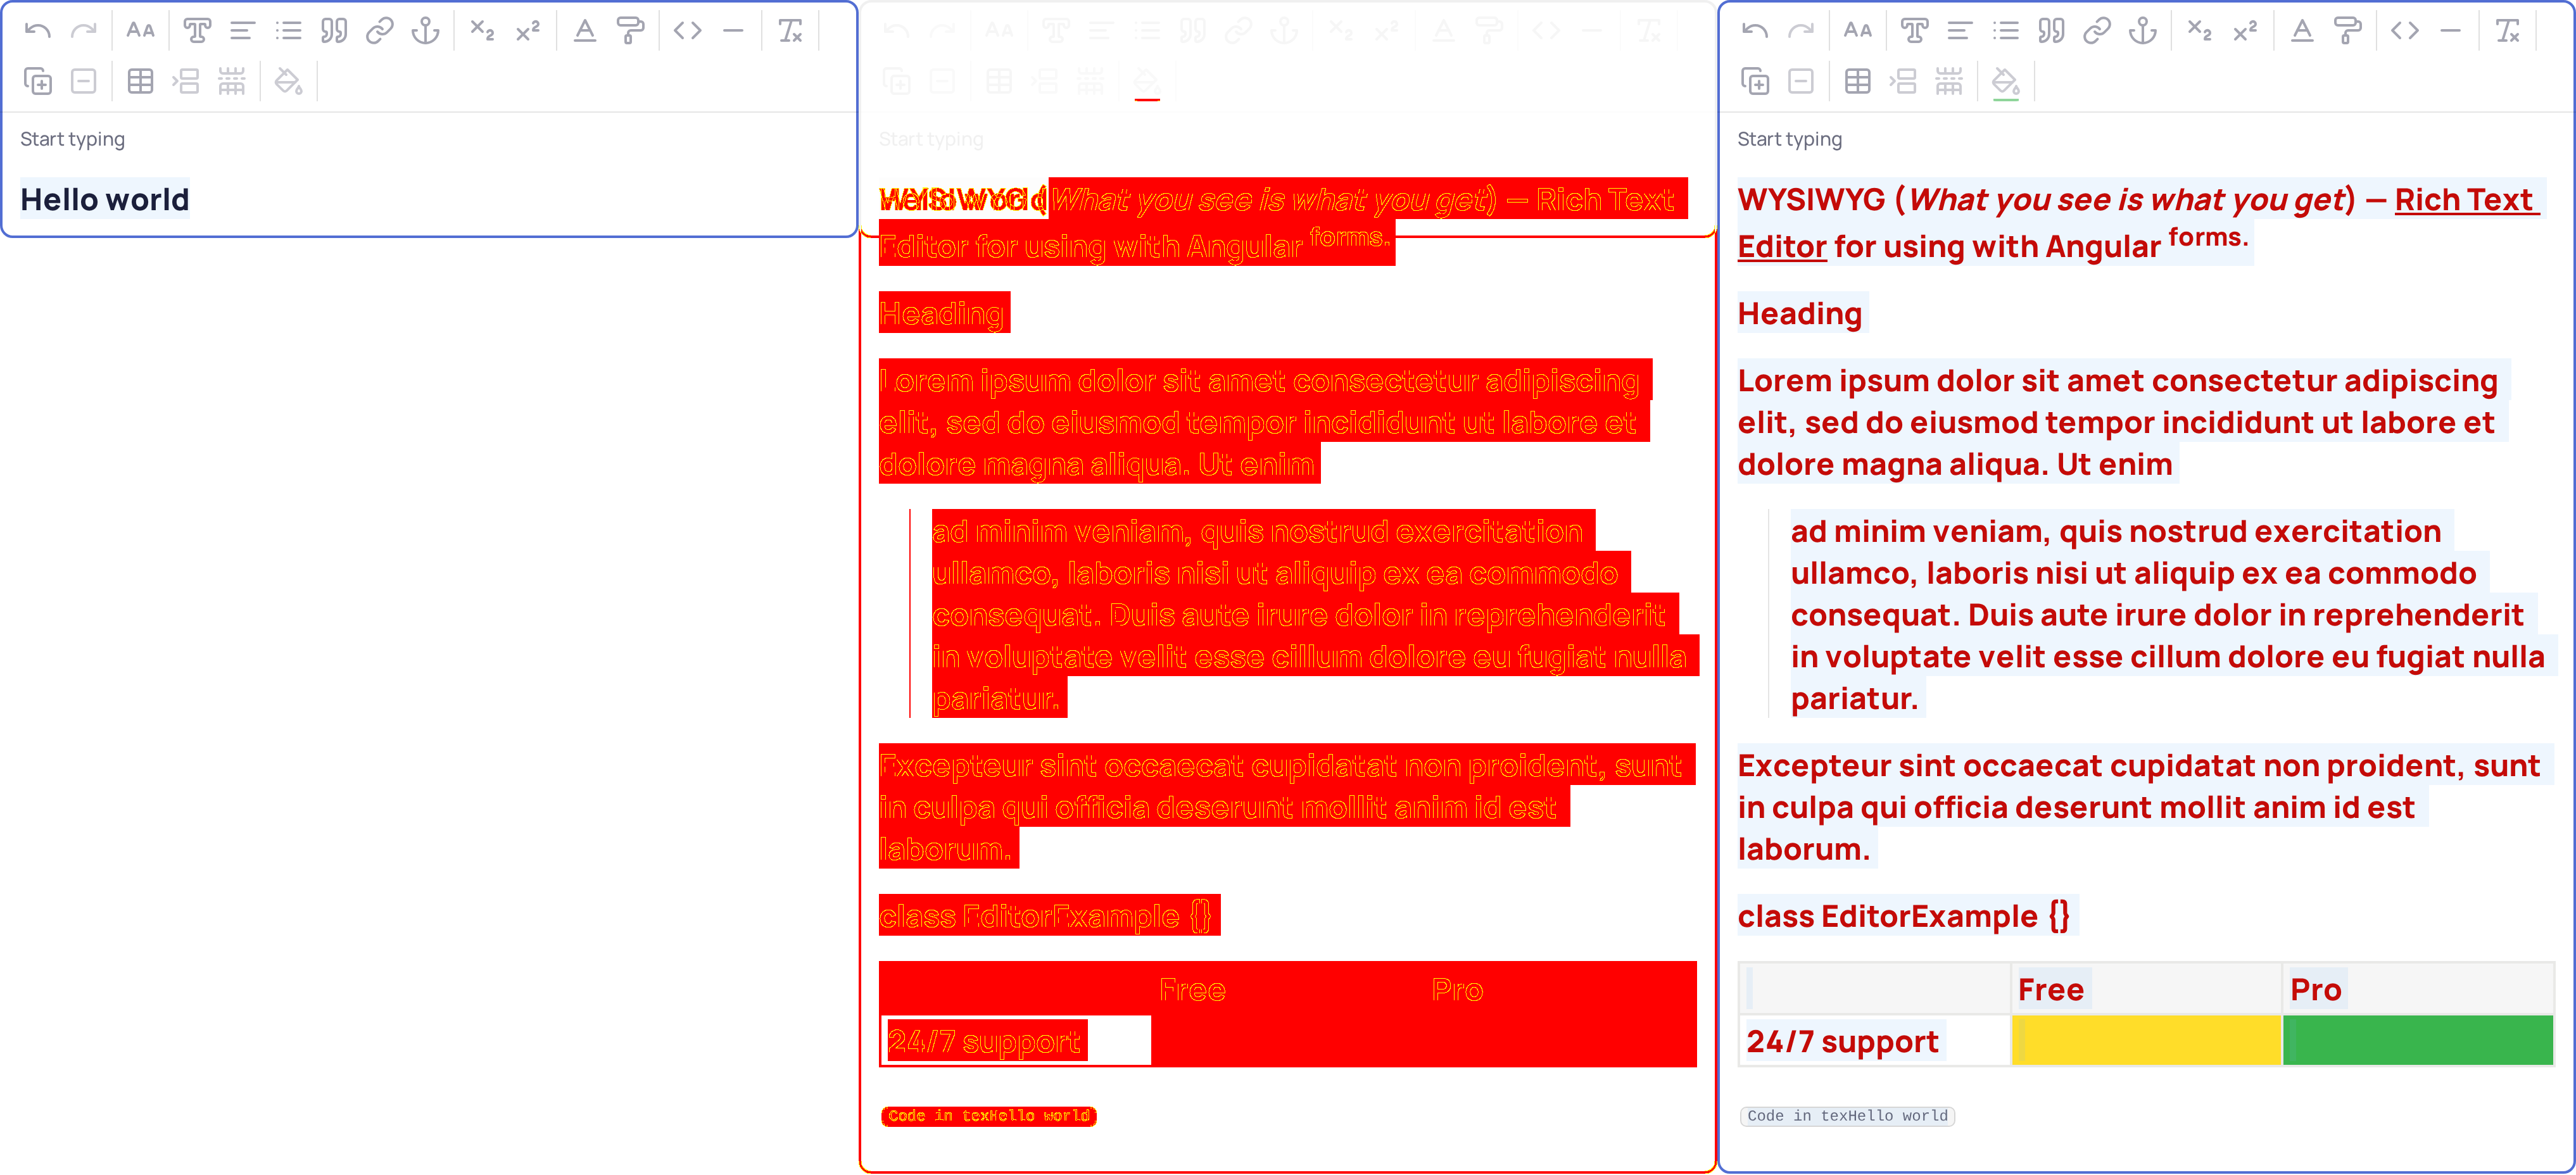 Start typing
Hello world
Start typing
What you see is what you get) — Rich Text
Editor for using with Angular forms.
Heading
Lorem ipsum dolor sit amet consectetur adipiscing
elit, sed do eiusmod tempor incididunt ut labore et
dolore magna aliqua. Ut enim
ad minim veniam, quis nostrud exercitation
ullamco, laboris nisi ut aliquip ex ea commodo
consequat. Duis aute irure dolor in reprehenderit
in voluptate velit esse cillum dolore eu fugiat nulla
pariatur.
Excepteur sint occaecat cupidatat non proident, sunt
in culpa qui officia deserunt mollit anim id est
laborum.
class EditorExample {}
Free Pro
24/7 support
Code in texHello world
Start typing
WYSIWYG (What you see is what you get) — Rich Text
Editor for using with Angular forms.
Heading
Lorem ipsum dolor sit amet consectetur adipiscing
elit, sed do eiusmod tempor incididunt ut labore et
dolore magna aliqua. Ut enim
ad minim veniam, quis nostrud exercitation
ullamco, laboris nisi ut aliquip ex ea commodo
consequat. Duis aute irure dolor in reprehenderit
in voluptate velit esse cillum dolore eu fugiat nulla
pariatur.
Excepteur sint occaecat cupidatat non proident, sunt
in culpa qui officia deserunt mollit anim id est
laborum.
class EditorExample {}
Free Pro
24/7 support
Code in texHello world